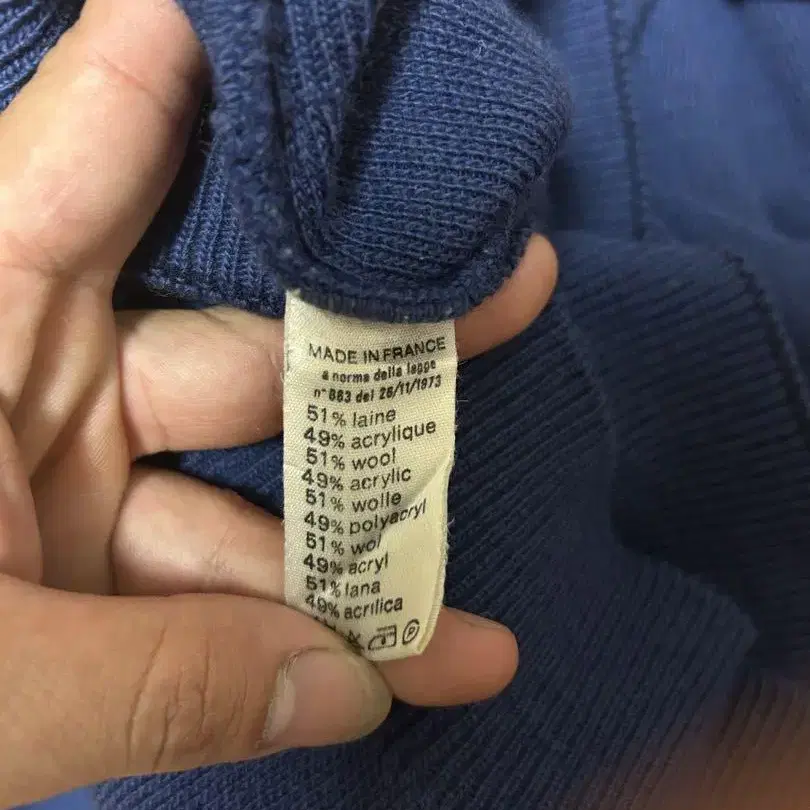 MADE IN FRANCE
a norma della legge
n° 883 del 26/11/1973
51% laine
49% acrylique
51% wool
49% acrylic
51% wolle
49% polyacryl
51% wol
49% acryl
51% lana
49% acrilica
P